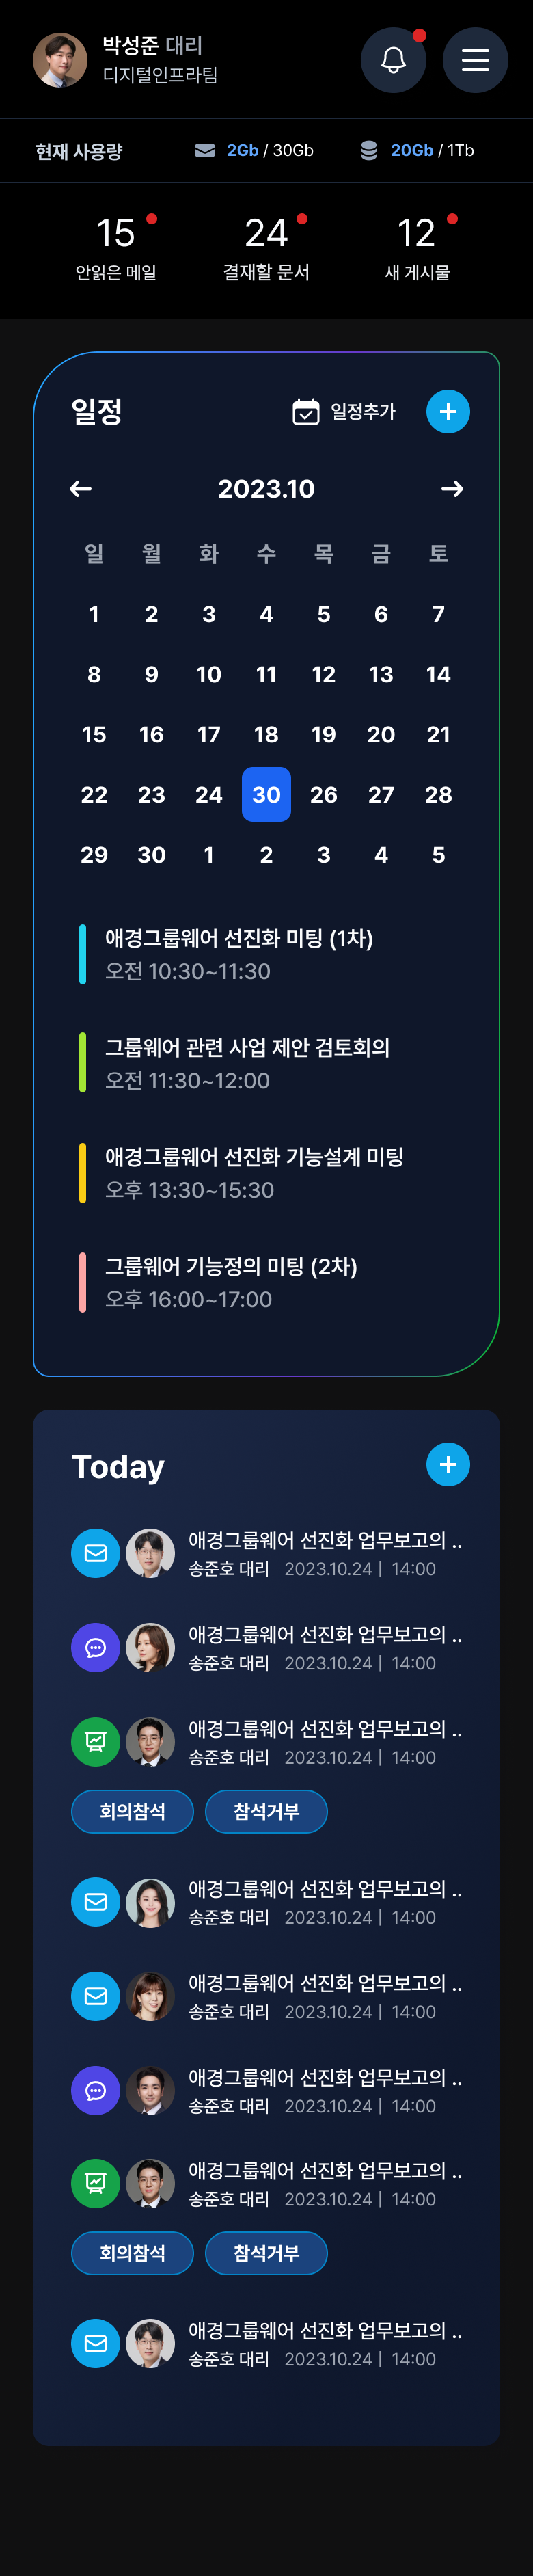 박성준 대리
디지털인프라팀
현재 사용량 2Gb / 30Gb 20Gb / 1Tb
15 24 12
안읽은 메일 결재할 문서 새 게시물
일정 일정추가
2023.10
일 월 화 수 목 금 토
1 2 3 4 5 6 7
8 9 10 11 12 13 14
15 16 17 18 19 20 21
22 23 24 30 26 27 28
29 30 1 2 3 4 5
애경그룹웨어 선진화 미팅 (1차)
오전 10:30~11:30
그룹웨어 관련 사업 제안 검토회의
오전 11:30~12:00
애경그룹웨어 선진화 기능설계 미팅
오후 13:30~15:30
그룹웨어 기능정의 미팅 (2차)
오후 16:00~17:00
Today
애경그룹웨어 선진화 업무보고의 ..
송준호 대리 2023.10.24 | 14:00
애경그룹웨어 선진화 업무보고의 ..
송준호 대리 2023.10.24 | 14:00
애경그룹웨어 선진화 업무보고의 ..
송준호 대리 2023.10.24 | 14:00
회의참석 참석거부
애경그룹웨어 선진화 업무보고의 ..
송준호 대리 2023.10.24 | 14:00
애경그룹웨어 선진화 업무보고의 ..
송준호 대리 2023.10.24 | 14:00
애경그룹웨어 선진화 업무보고의 ..
송준호 대리 2023.10.24 | 14:00
애경그룹웨어 선진화 업무보고의 ..
송준호 대리 2023.10.24 | 14:00
회의참석 참석거부
애경그룹웨어 선진화 업무보고의 ..
송준호 대리 2023.10.24 | 14:00